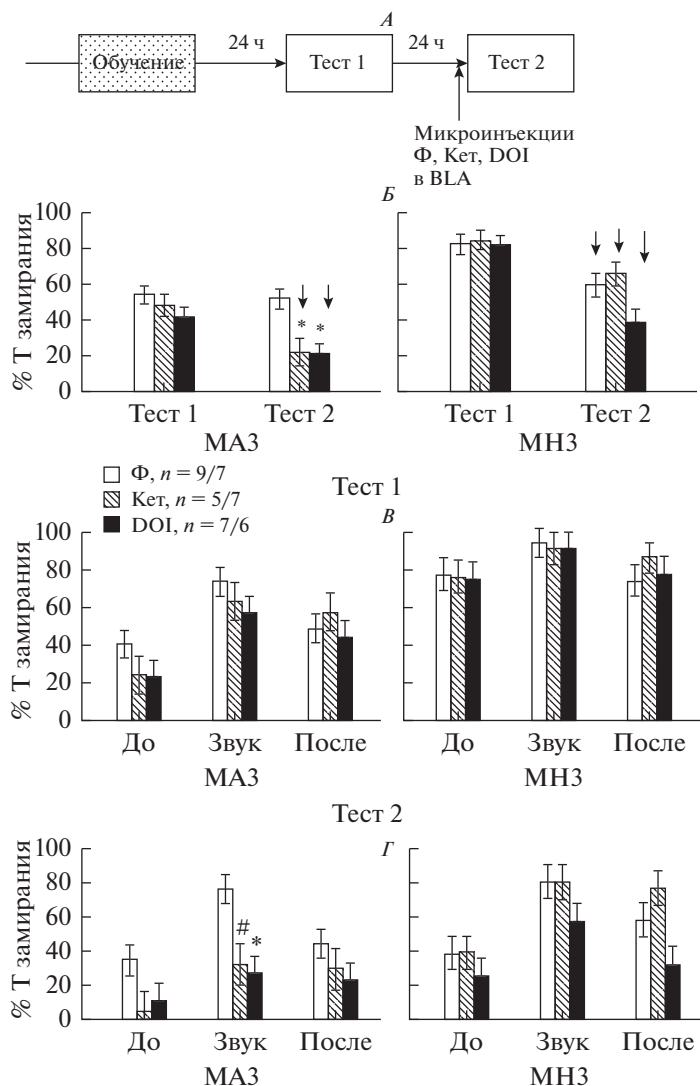 А
24 ч
24 ч
Обучение
Тест 1
Тест 2
Микроинъекции
Ф, Кет, DOI
в BLA
Б
% Т замирания
100
80
60
40
20
0
* *
Тест 1
Тест 2
Тест 1
Тест 2
МАЗ
МНЗ
Ф, n = 9/7
Кет, n = 5/7
DOI, n = 7/6
Тест 1
В
% Т замирания
100
80
60
40
20
0
До
Звук
После
До
Звук
После
МАЗ
МНЗ
Тест 2
Г
% Т замирания
100
80
60
40
20
0
# *
До
Звук
После
До
Звук
После
МАЗ
МНЗ